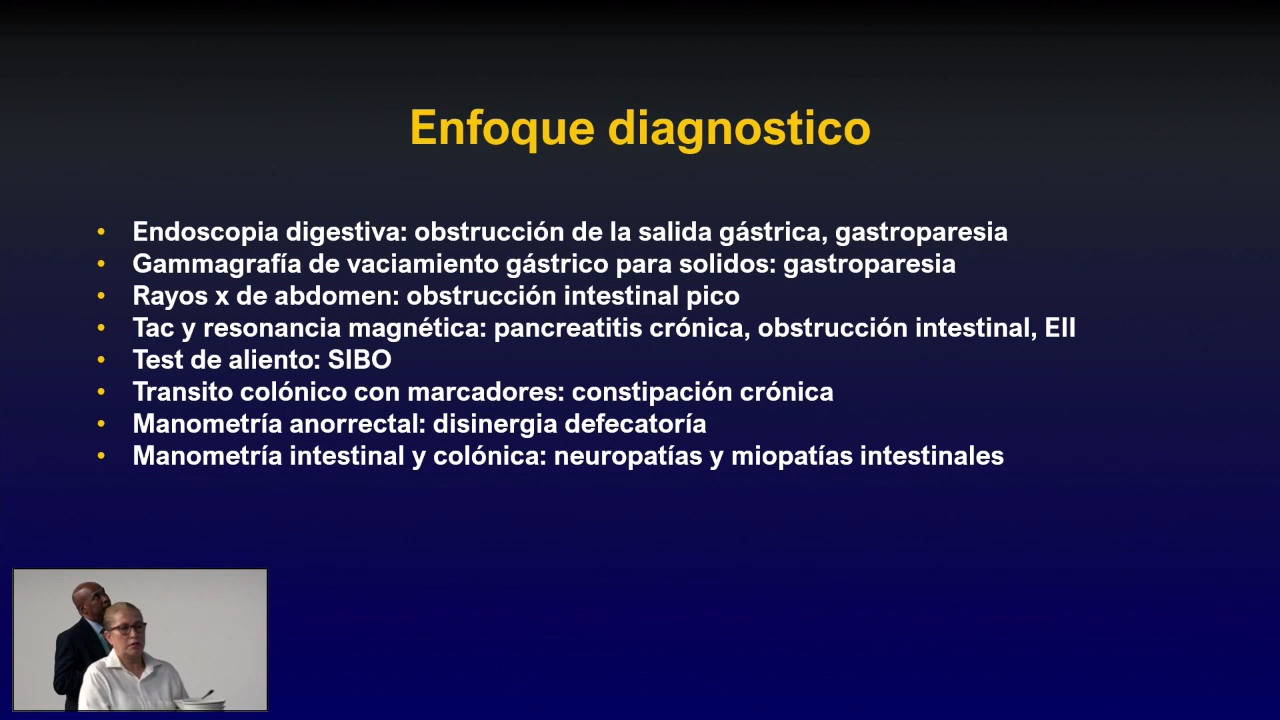 Enfoque diagnostico
• Endoscopia digestiva: obstrucción de la salida gástrica, gastroparesia
• Gammagrafía de vaciamiento gástrico para solidos: gastroparesia
• Rayos x de abdomen: obstrucción intestinal pico
• Tac y resonancia magnética: pancreatitis crónica, obstrucción intestinal, EII
• Test de aliento: SIBO
• Transito colónico con marcadores: constipación crónica
• Manometría anorrectal: disinergia defecatoría
• Manometría intestinal y colónica: neuropatías y miopatías intestinales